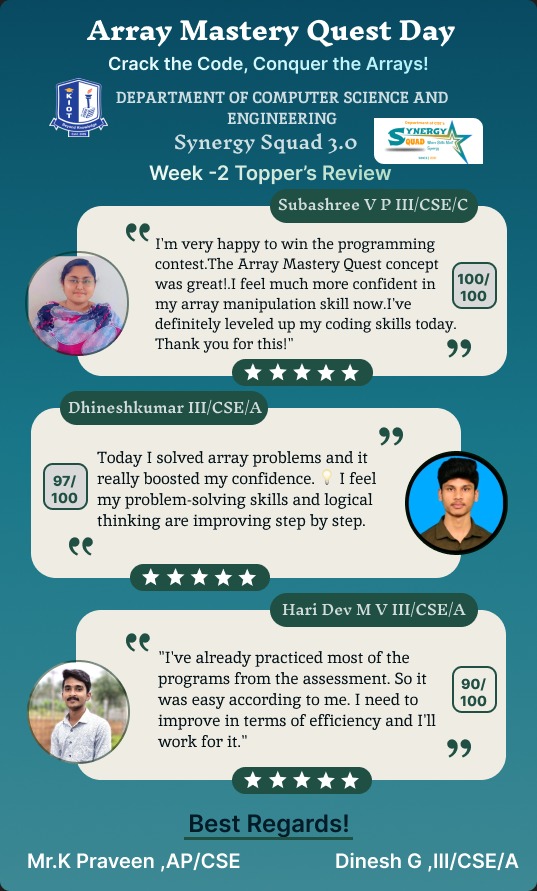 Array Mastery Quest Day
Crack the Code, Conquer the Arrays!
KIOT
Beyond Knowledge
DEPARTMENT OF COMPUTER SCIENCE AND
ENGINEERING
Synergy Squad 3.0
SYNERGY
SQUAD
Week -2 Topper's Review
Subashree V P III/CSE/C
I'm very happy to win the programming
contest.The Array Mastery Quest concept
was great!.I feel much more confident in
my array manipulation skill now.I've
definitely leveled up my coding skills today.
Thank you for this!"
100/
100
Dhineshkumar III/CSE/A
97/
100
Today I solved array problems and it
really boosted my confidence. 💡 I feel
my problem-solving skills and logical
thinking are improving step by step.
Hari Dev M V III/CSE/A
"I've already practiced most of the
programs from the assessment. So it
was easy according to me. I need to
improve in terms of efficiency and I'll
work for it."
90/
100
Best Regards!
Mr.K Praveen ,AP/CSE
Dinesh G ,III/CSE/A